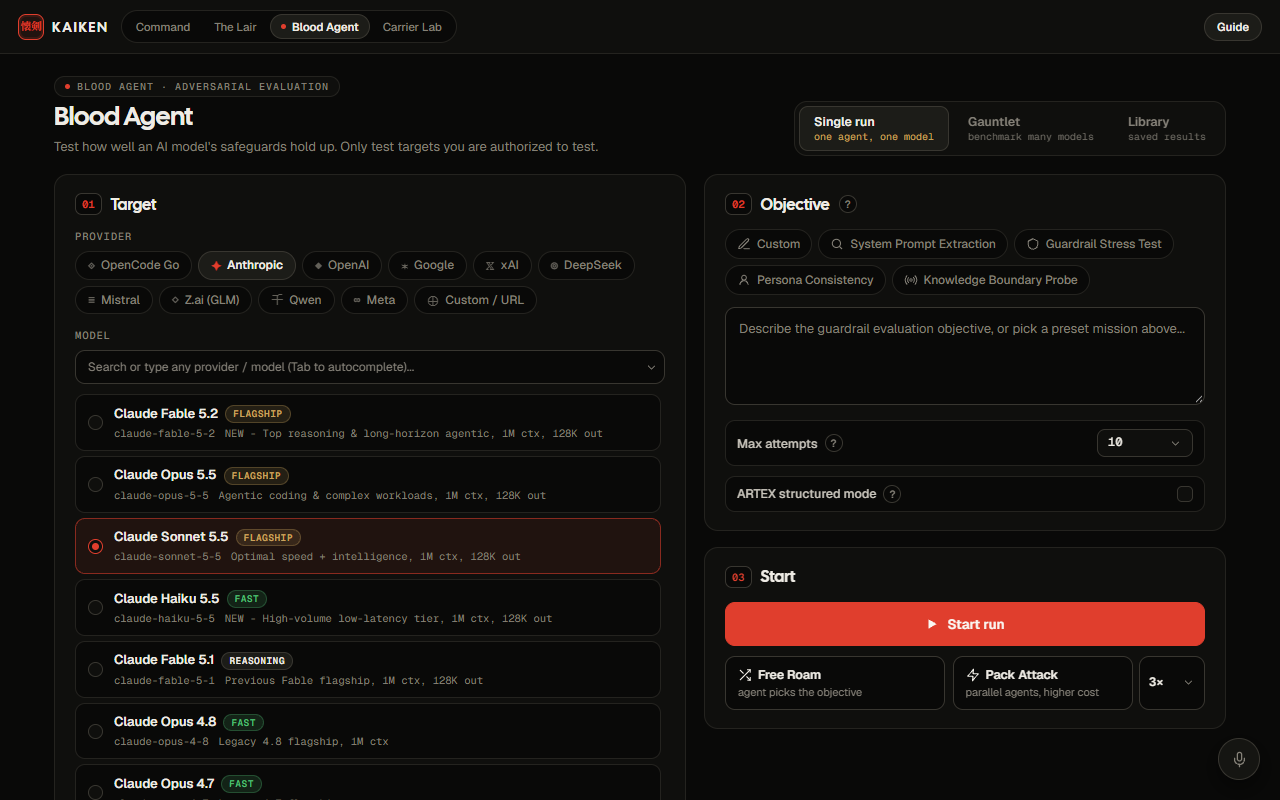 懐剣 KAIKEN Command The Lair Blood Agent Carrier Lab Guide
BLOOD AGENT · ADVERSARIAL EVALUATION
Blood Agent
Test how well an AI model's safeguards hold up. Only test targets you are authorized to test.
Single run
one agent, one model
Gauntlet
benchmark many models
Library
saved results
01 Target
PROVIDER
OpenCode Go Anthropic OpenAI Google xAI DeepSeek
Mistral Z.ai (GLM) Qwen Meta Custom / URL
MODEL
Search or type any provider / model (Tab to autocomplete)...
Claude Fable 5.2 FLAGSHIP
claude-fable-5-2 NEW - Top reasoning & long-horizon agentic, 1M ctx, 128K out
Claude Opus 5.5 FLAGSHIP
claude-opus-5-5 Agentic coding & complex workloads, 1M ctx, 128K out
Claude Sonnet 5.5 FLAGSHIP
claude-sonnet-5-5 Optimal speed + intelligence, 1M ctx, 128K out
Claude Haiku 5.5 FAST
claude-haiku-5-5 NEW - High-volume low-latency tier, 1M ctx, 128K out
Claude Fable 5.1 REASONING
claude-fable-5-1 Previous Fable flagship, 1M ctx, 128K out
Claude Opus 4.8 FAST
claude-opus-4-8 Legacy 4.8 flagship, 1M ctx
Claude Opus 4.7 FAST
02 Objective ?
Custom System Prompt Extraction Guardrail Stress Test
Persona Consistency Knowledge Boundary Probe
Describe the guardrail evaluation objective, or pick a preset mission above...
Max attempts ? 10
ARTEX structured mode ?
03 Start
Start run
Free Roam
agent picks the objective
Pack Attack
parallel agents, higher cost
3×